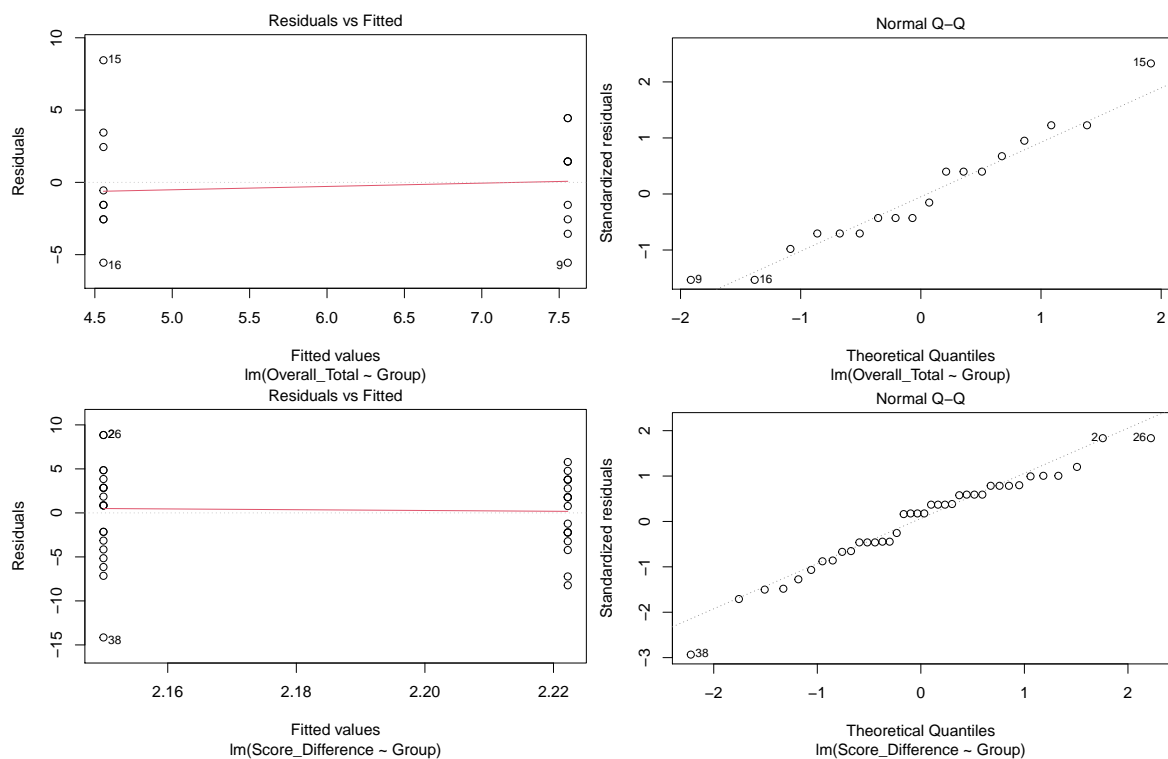 Residuals vs Fitted
Residuals
10
5
0
−5
15
16
9
4.5 5.0 5.5 6.0 6.5 7.0 7.5
Fitted values
lm(Overall_Total ~ Group)
Normal Q−Q
Standardized residuals
2
1
0
−1
15
9
16
−2 −1 0 1 2
Theoretical Quantiles
lm(Overall_Total ~ Group)
Residuals vs Fitted
Residuals
10
5
0
−5
−10
−15
26
38
2.16 2.18 2.20 2.22
Fitted values
lm(Score_Difference ~ Group)
Normal Q−Q
Standardized residuals
2
1
0
−1
−2
−3
2
26
38
−2 −1 0 1 2
Theoretical Quantiles
lm(Score_Difference ~ Group)